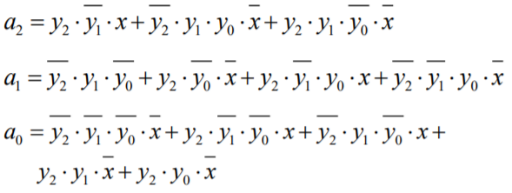 a₂ = y₂·y̅₁·x + y̅₂·y₁·y₀·x̅ + y₂·y₁·y̅₀·x̅
a₁ = y̅₂·y₁·y̅₀ + y₂·y̅₀·x̅ + y₂·y̅₁·y₀·x + y̅₂·y̅₁·y₀·x̅
a₀ = y̅₂·y̅₁·y̅₀·x̅ + y₂·y̅₁·y̅₀·x + y̅₂·y₁·y̅₀·x +
y₂·y₁·x̅ + y₂·y₀·x̅